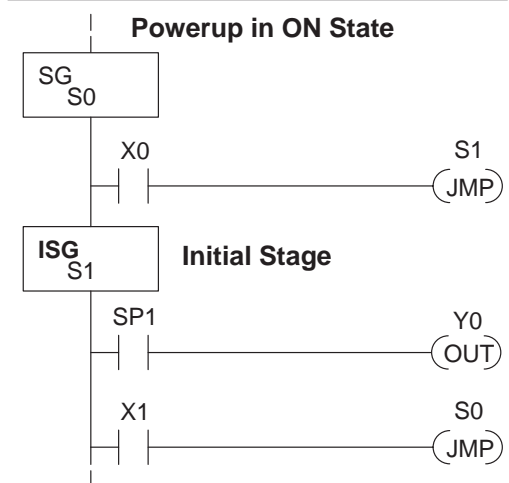 Powerup in ON State
SG
S0
X0
S1
JMP
ISG
S1
Initial Stage
SP1
Y0
OUT
X1
S0
JMP